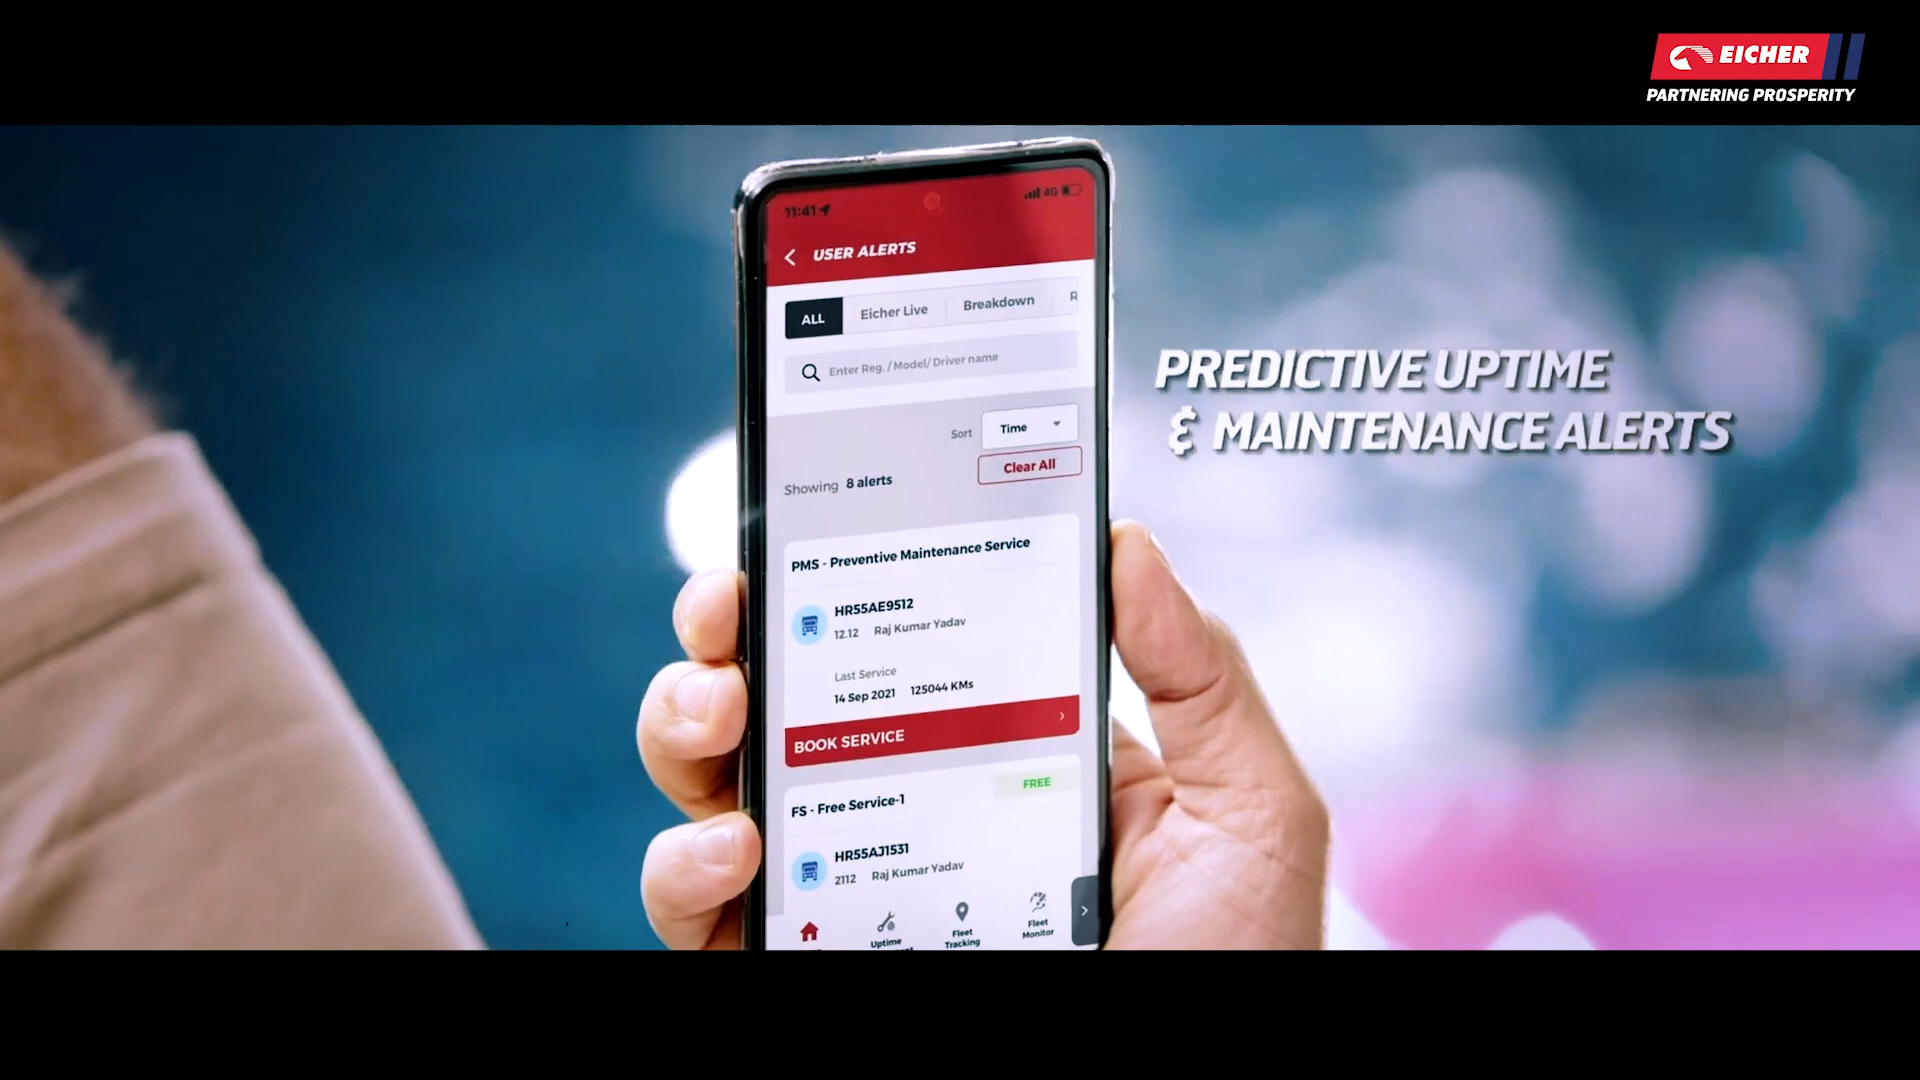 EICHER
PARTNERING PROSPERITY
11:41
4G
USER ALERTS
ALL
Eicher Live
Breakdown
R
Enter Reg. / Model/ Driver name
Sort
Time
Showing 8 alerts
Clear All
PMS - Preventive Maintenance Service
HR55AE9512
12.12 Raj Kumar Yadav
Last Service
14 Sep 2021 125044 KMs
BOOK SERVICE
FS - Free Service-1
FREE
HR55AJ1531
2112 Raj Kumar Yadav
Uptime
Fleet
Tracking
Fleet
Monitor
PREDICTIVE UPTIME
& MAINTENANCE ALERTS